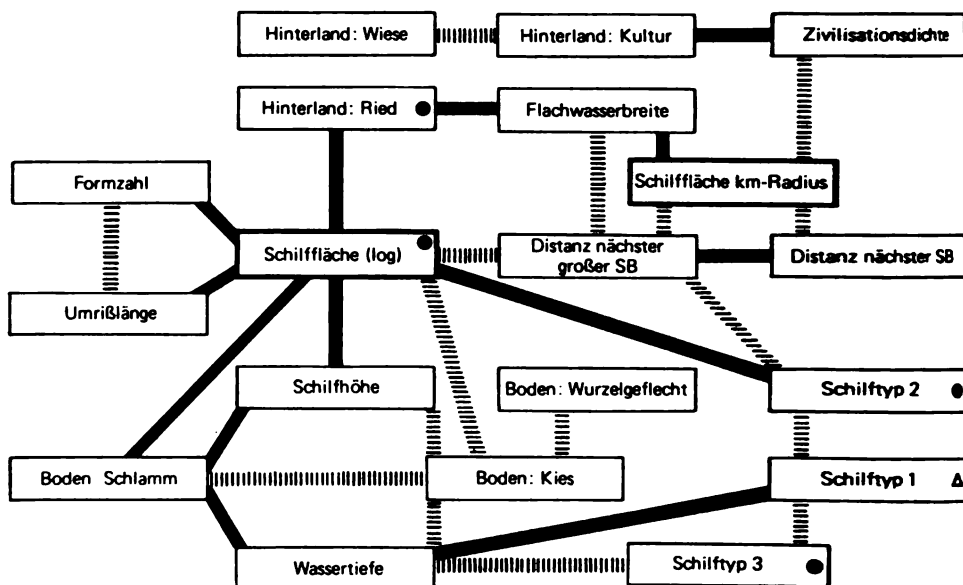 Hinterland: Wiese
Hinterland: Kultur
Zivilisationsdichte
Hinterland: Ried
Flachwasserbreite
Formzahl
Schilffläche km-Radius
Schilffläche (log)
Distanz nächster
großer SB
Distanz nächster SB
Umrißlänge
Schilfhöhe
Boden: Wurzelgeflecht
Schilftyp 2
Boden Schlamm
Boden: Kies
Schilftyp 1 Δ
Wassertiefe
Schilftyp 3